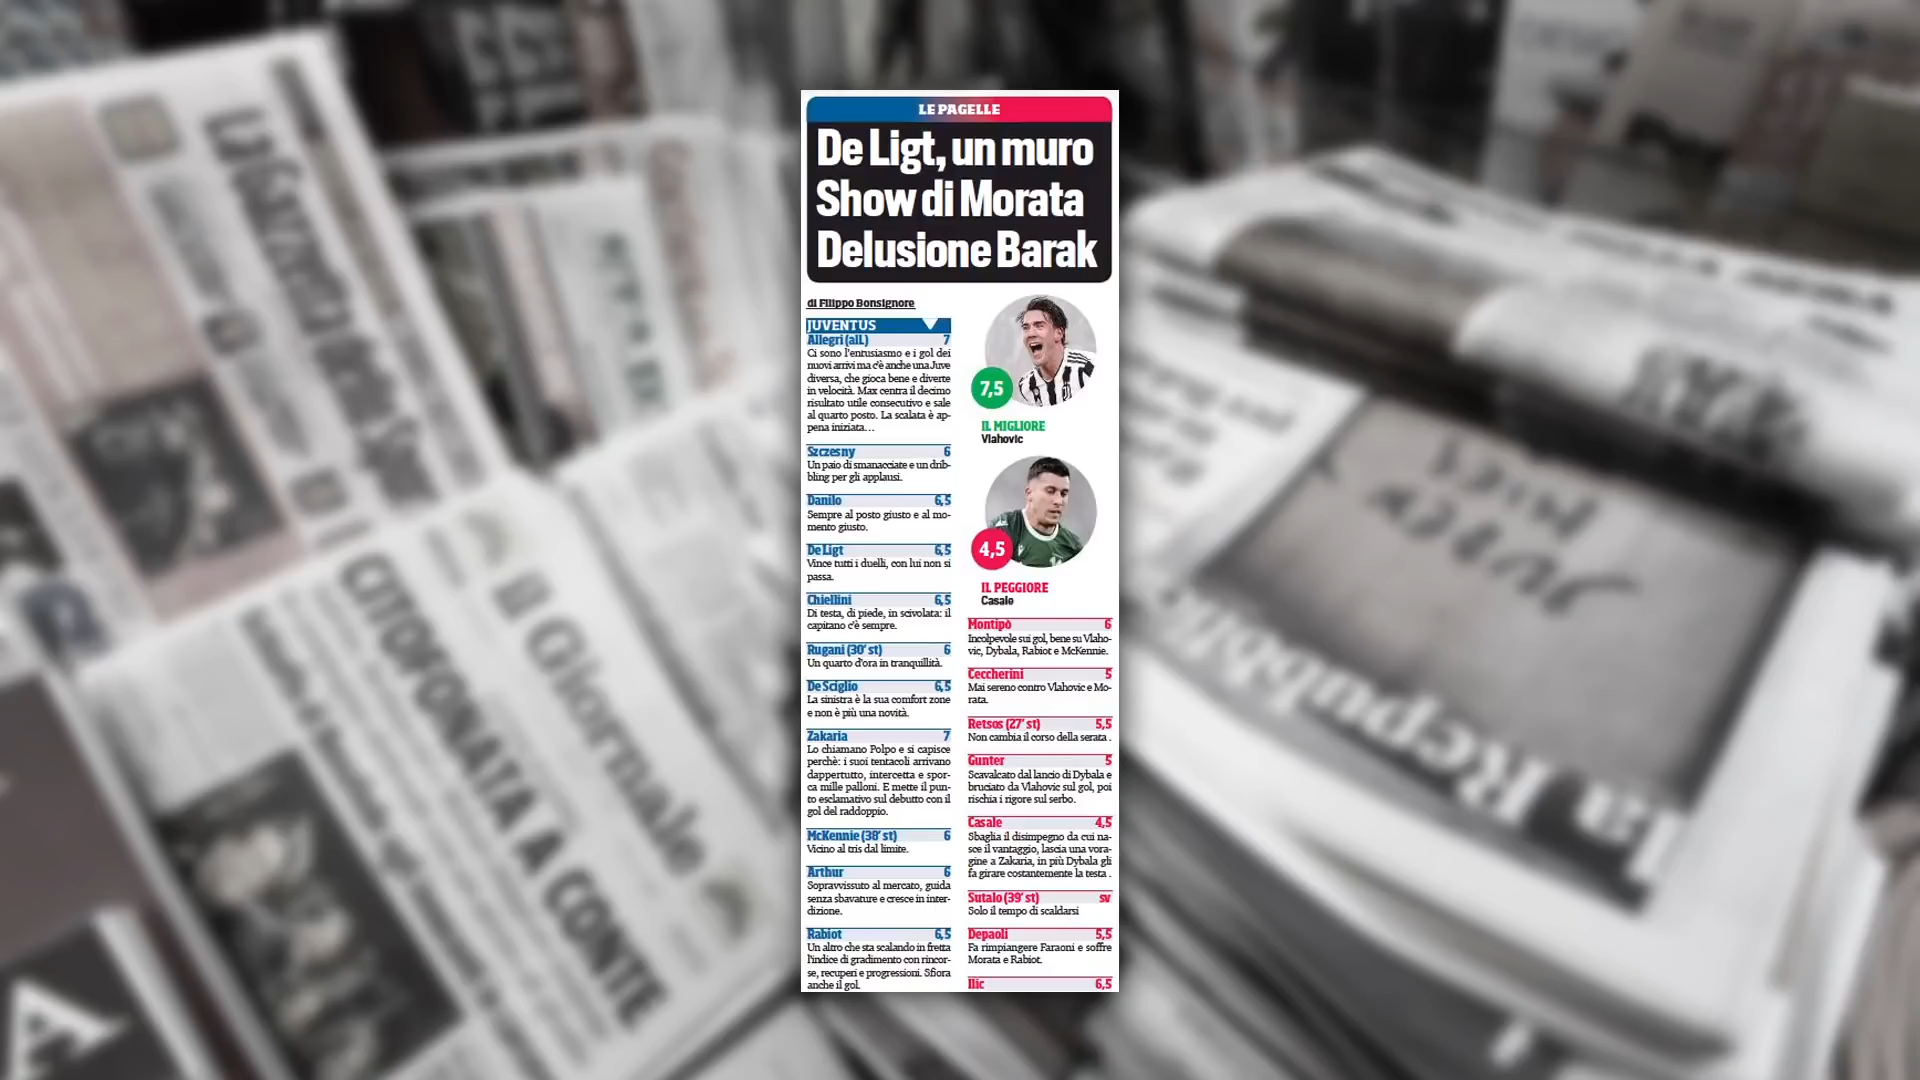 LE PAGELLE
De Ligt, un muro
Show di Morata
Delusione Barak
di Filippo Bonsignore
JUVENTUS
Allegri (all.) 7
Ci sono l'entusiasmo e i gol dei
nuovi arrivi ma c'è anche una Juve
diversa, che gioca bene e diverte
in velocità. Max centra il decimo
risultato utile consecutivo e sale
al quarto posto. La scalata è ap-
pena iniziata...
Szczesny 6
Un paio di smanacciate e un drib-
bling per gli applausi.
Danilo 6,5
Sempre al posto giusto e al mo-
mento giusto.
De Ligt 6,5
Vince tutti i duelli, con lui non si
passa.
Chiellini 6,5
Di testa, di piede, in scivolata: il
capitano c'è sempre.
Rugani (30' st) 6
Un quarto d'ora in tranquillità.
De Sciglio 6,5
La sinistra è la sua comfort zone
e non è più una novità.
Zakaria 7
Lo chiamano Polpo e si capisce
perchè: i suoi tentacoli arrivano
dappertutto, intercetta e spor-
ca mille palloni. E mette il pun-
to esclamativo sul debutto con il
gol del raddoppio.
McKennie (38' st) 6
Vicino al tris dal limite.
Arthur 6
Sopravvissuto al mercato, guida
senza sbavature e cresce in inter-
dizione.
Rabiot 6,5
Un altro che sta scalando in fretta
l'indice di gradimento con rincor-
se, recuperi e progressioni. Sfiora
anche il gol.
7,5
IL MIGLIORE
Vlahovic
4,5
IL PEGGIORE
Casale
Montipò 6
Incolpevole sui gol, bene su Vlaho-
vic, Dybala, Rabiot e McKennie.
Ceccherini 5
Mai sereno contro Vlahovic e Mo-
rata.
Retsos (27' st) 5,5
Non cambia il corso della serata .
Gunter 5
Scavalcato dal lancio di Dybala e
bruciato da Vlahovic sul gol, poi
rischia i rigore sul serbo.
Casale 4,5
Sbaglia il disimpegno da cui na-
sce il vantaggio, lascia una vora-
gine a Zakaria, in più Dybala gli
fa girare costantemente la testa .
Sutalo (39' st) sv
Solo il tempo di scaldarsi
Depaoli 5,5
Fa rimpiangere Faraoni e soffre
Morata e Rabiot.
Ilic 6,5
il Giornale
CITOFONATA A CONTE
la Repubblica